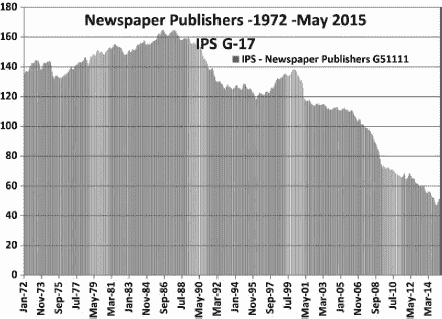 Newspaper Publishers -1972 -May 2015
IPS G-17
IPS - Newspaper Publishers G51111
180
160
140
120
100
80
60
40
20
0
Jan-72
Nov-73
Sep-75
Jul-77
May-79
Mar-81
Jan-83
Nov-84
Sep-86
Jul-88
May-90
Mar-92
Jan-94
Nov-95
Sep-97
Jul-99
May-01
Mar-03
Jan-05
Nov-06
Sep-08
Jul-10
May-12
Mar-14